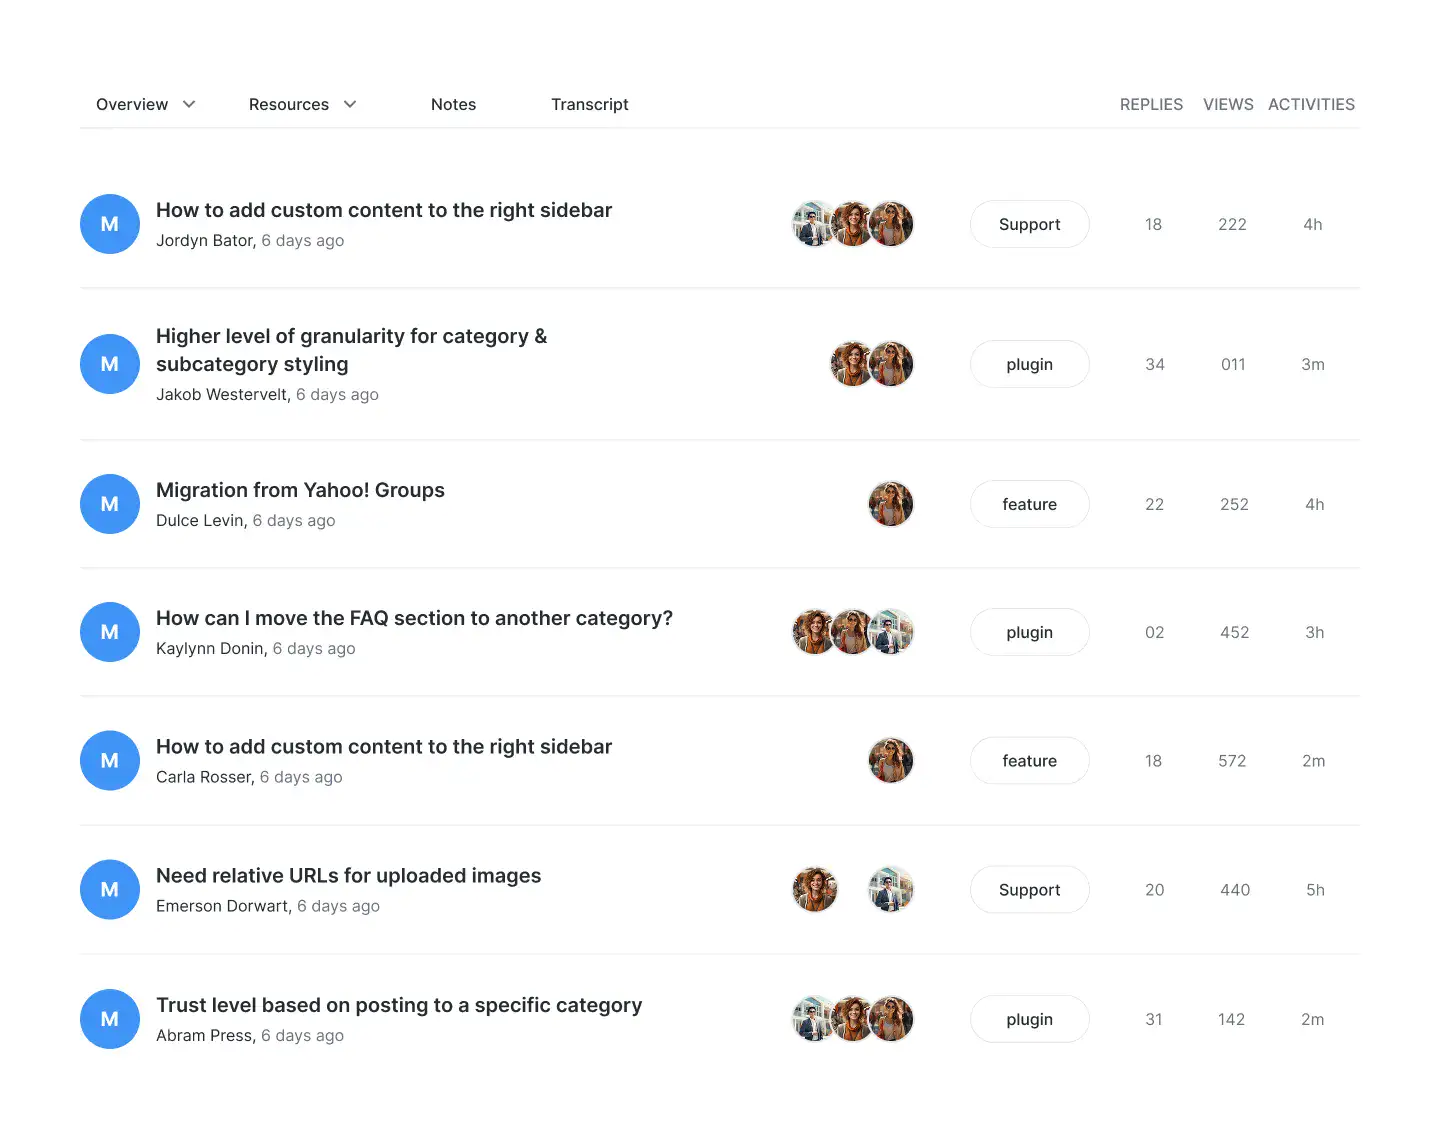 Overview Resources Notes Transcript REPLIES VIEWS ACTIVITIES
M How to add custom content to the right sidebar
Jordyn Bator, 6 days ago
Support 18 222 4h
Higher level of granularity for category &
M subcategory styling
Jakob Westervelt, 6 days ago
plugin 34 011 3m
M Migration from Yahoo! Groups
Dulce Levin, 6 days ago
feature 22 252 4h
M How can I move the FAQ section to another category?
Kaylynn Donin, 6 days ago
plugin 02 452 3h
M How to add custom content to the right sidebar
Carla Rosser, 6 days ago
feature 18 572 2m
M Need relative URLs for uploaded images
Emerson Dorwart, 6 days ago
Support 20 440 5h
M Trust level based on posting to a specific category
Abram Press, 6 days ago
plugin 31 142 2m